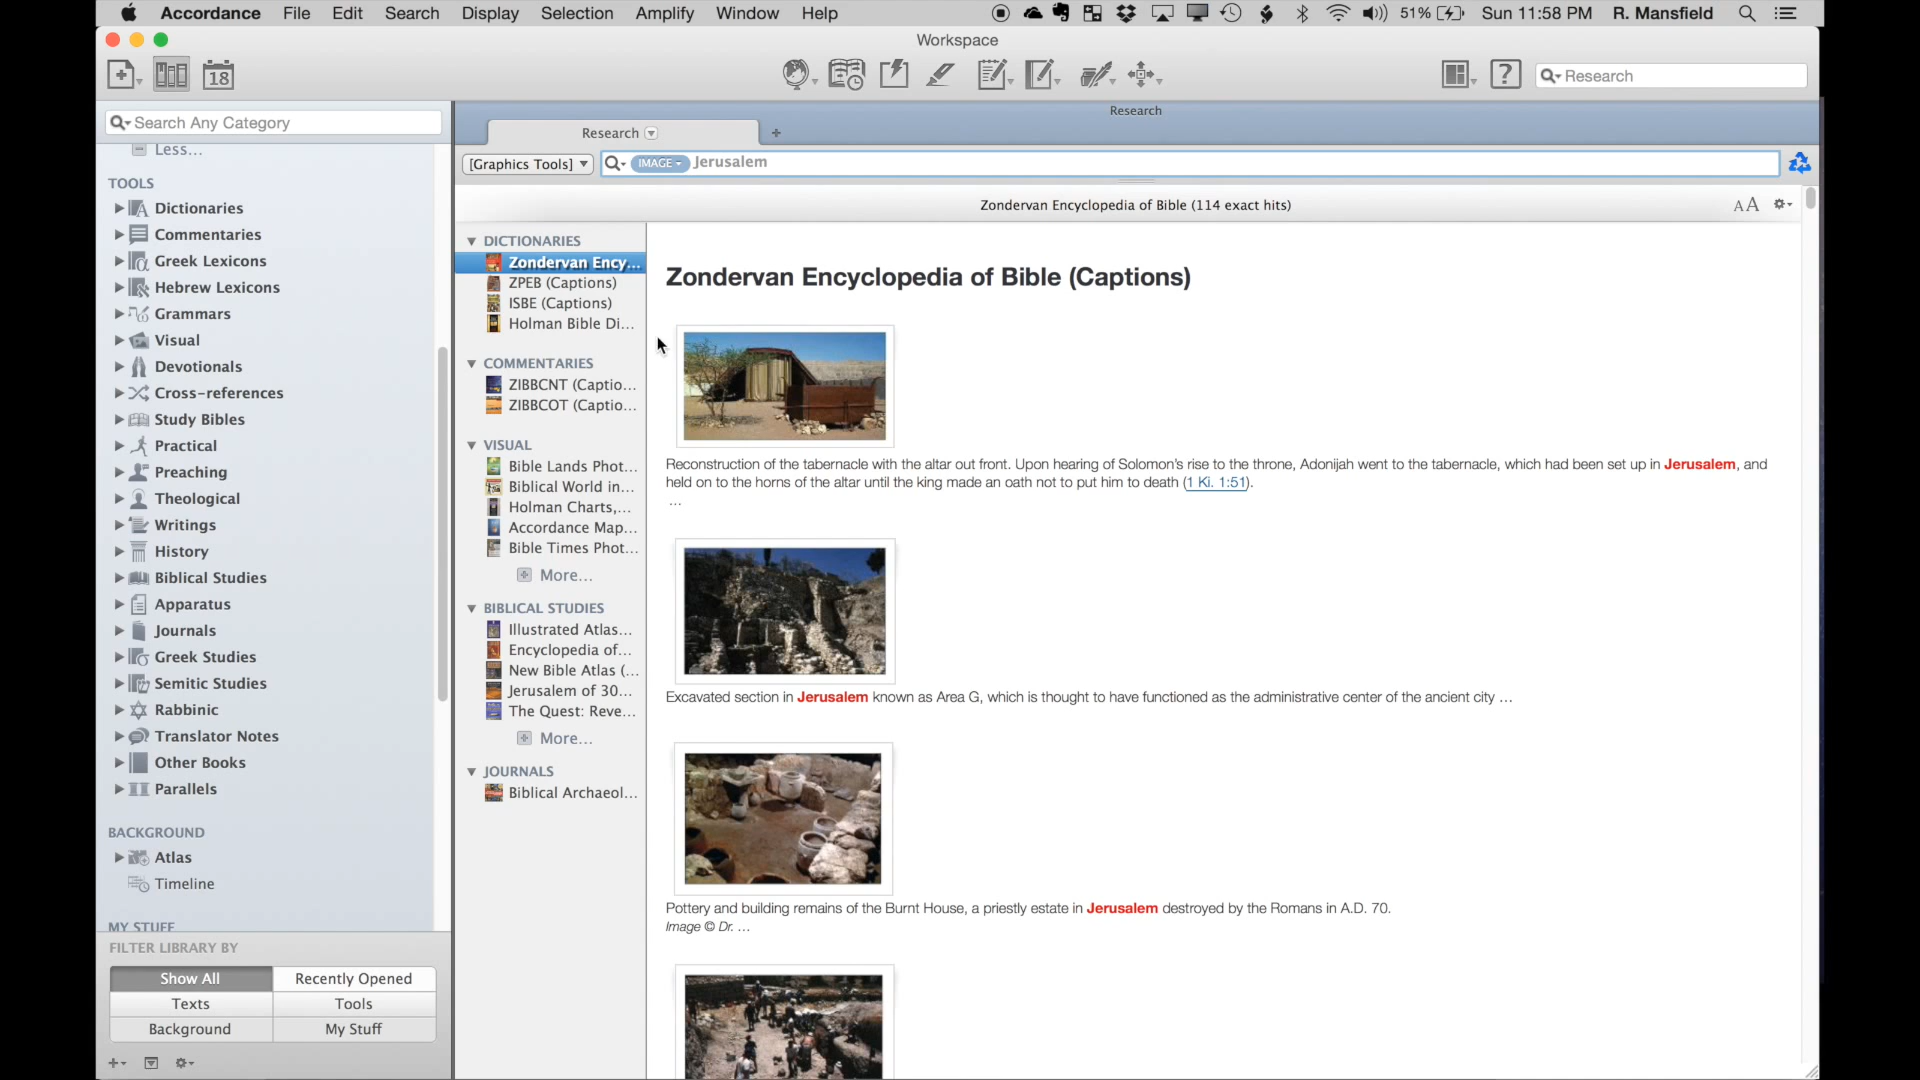 Accordance File Edit Search Display Selection Amplify Window Help 51% Sun 11:58 PM R. Mansfield
Workspace
18
Research
Search Any Category
Less...
TOOLS
Dictionaries
Commentaries
Greek Lexicons
Hebrew Lexicons
Grammars
Visual
Devotionals
Cross-references
Study Bibles
Practical
Preaching
Theological
Writings
History
Biblical Studies
Apparatus
Journals
Greek Studies
Semitic Studies
Rabbinic
Translator Notes
Other Books
Parallels
BACKGROUND
Atlas
Timeline
MY STUFF
FILTER LIBRARY BY
Show All Recently Opened
Texts Tools
Background My Stuff
Research
Research
[Graphics Tools] IMAGE Jerusalem
Zondervan Encyclopedia of Bible (114 exact hits)
AA
DICTIONARIES
Zondervan Ency...
ZPEB (Captions)
ISBE (Captions)
Holman Bible Di...
COMMENTARIES
ZIBBCNT (Captio...
ZIBBCOT (Captio...
VISUAL
Bible Lands Phot...
Biblical World in...
Holman Charts,...
Accordance Map...
Bible Times Phot...
More...
BIBLICAL STUDIES
Illustrated Atlas...
Encyclopedia of...
New Bible Atlas (...
Jerusalem of 30...
The Quest: Reve...
More...
JOURNALS
Biblical Archaeol...
Zondervan Encyclopedia of Bible (Captions)
Reconstruction of the tabernacle with the altar out front. Upon hearing of Solomon's rise to the throne, Adonijah went to the tabernacle, which had been set up in Jerusalem, and
held on to the horns of the altar until the king made an oath not to put him to death (1 Ki. 1:51).
...
Excavated section in Jerusalem known as Area G, which is thought to have functioned as the administrative center of the ancient city ...
Pottery and building remains of the Burnt House, a priestly estate in Jerusalem destroyed by the Romans in A.D. 70.
Image © Dr. ...